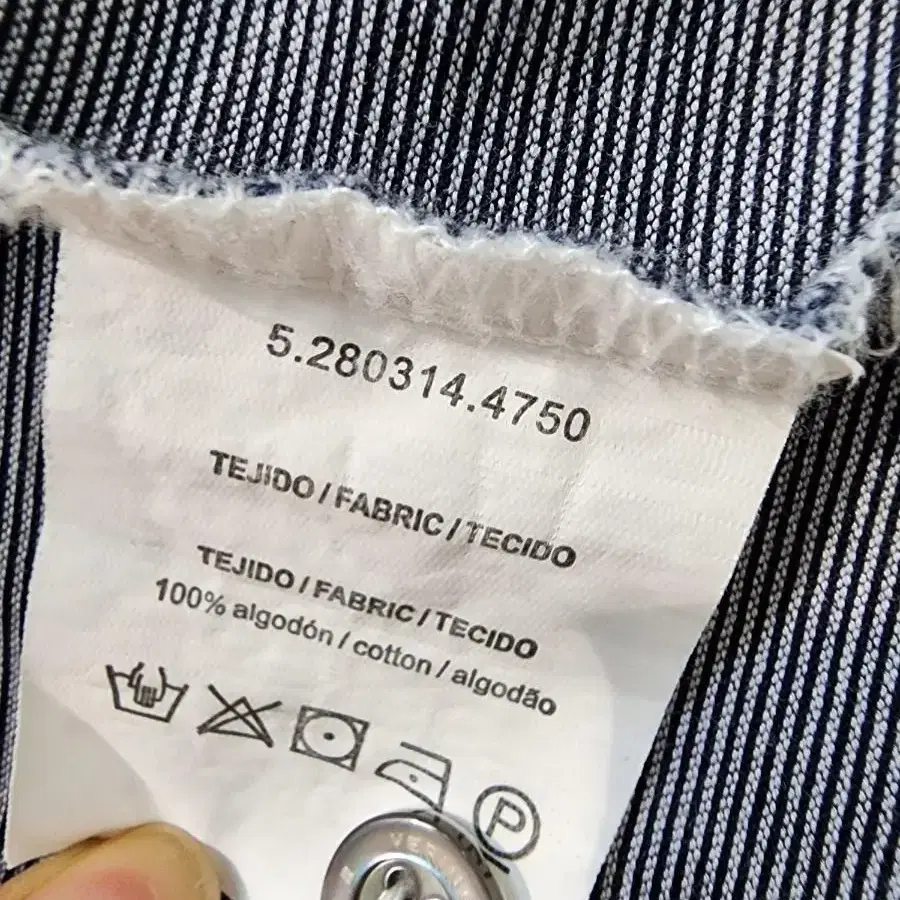 5.280314.4750
TEJIDO / FABRIC / TECIDO
TEJIDO / FABRIC / TECIDO
100% algodón / cotton / algodão
P